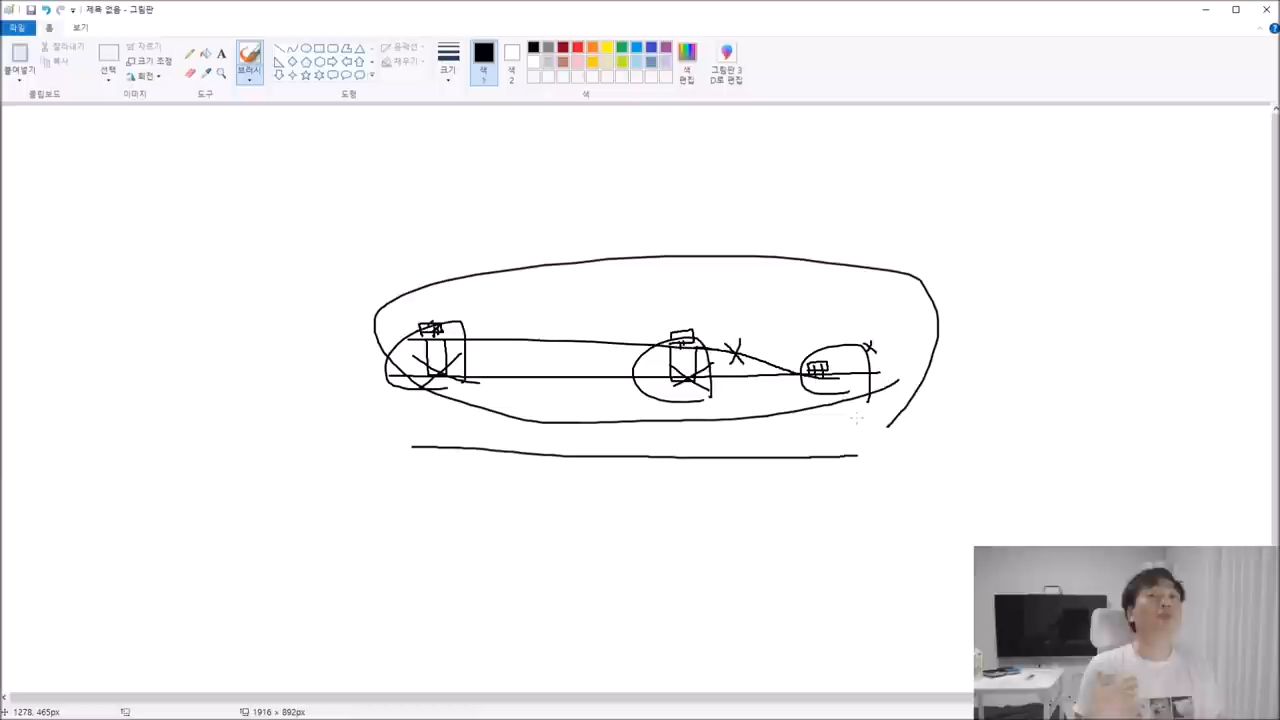 제목 없음 - 그림판
파일 홈 보기
붙여넣기
잘라내기
복사
선택
자르기
크기 조정
회전
브러시
윤곽선
채우기
크기
색
1
색
2
색
편집
그림판 3
D로 편집
클립보드 이미지 도구 도형 색
1278, 465px 1916 × 892px